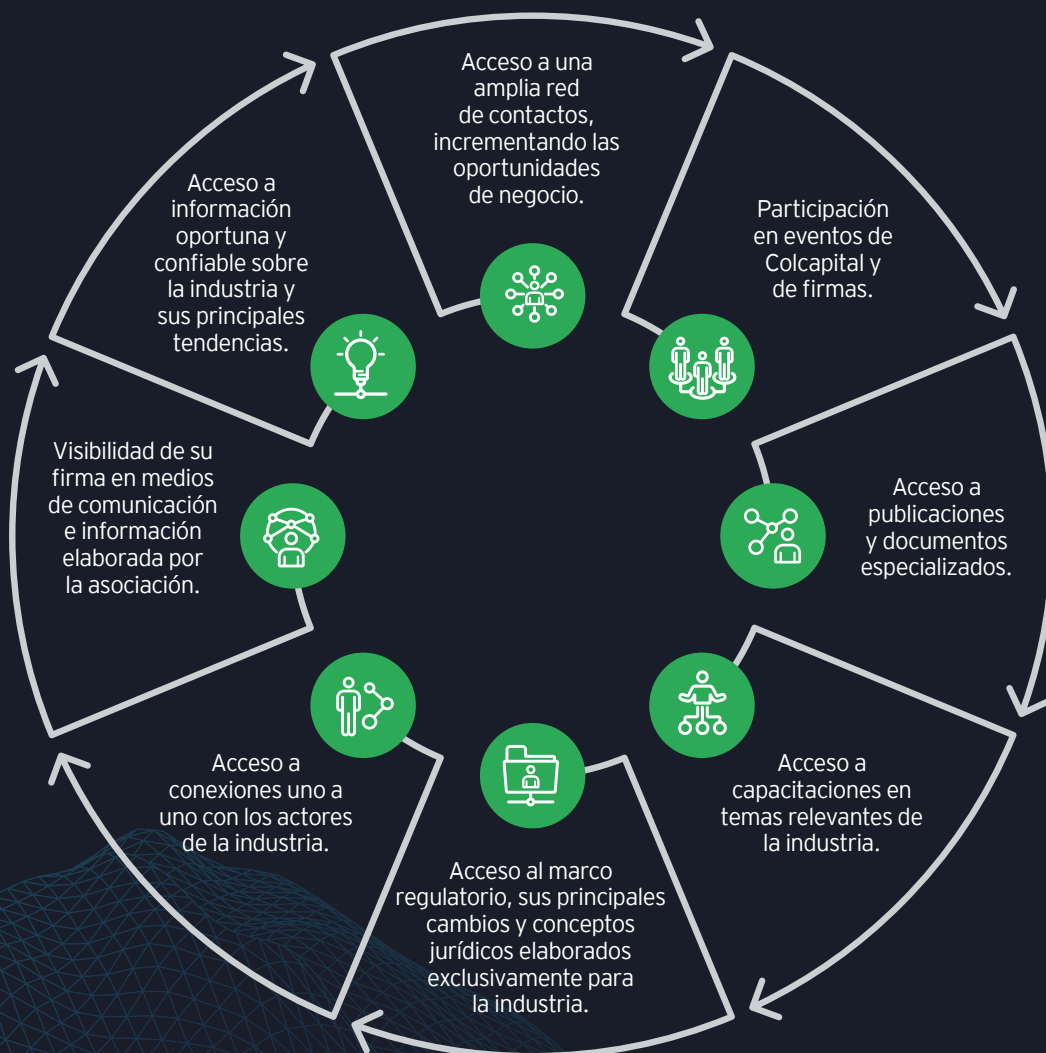 Acceso a una
amplia red
de contactos,
incrementando las
oportunidades
de negocio.
Participación
en eventos de
Colcapital y
de firmas.
Acceso a
publicaciones
y documentos
especializados.
Acceso a
capacitaciones en
temas relevantes de
la industria.
Acceso al marco
regulatorio, sus principales
cambios y conceptos
jurídicos elaborados
exclusivamente para
la industria.
Acceso a
conexiones uno a
uno con los actores
de la industria.
Visibilidad de su
firma en medios
de comunicación
e información
elaborada por
la asociación.
Acceso a
información
oportuna y
confiable sobre
la industria y
sus principales
tendencias.